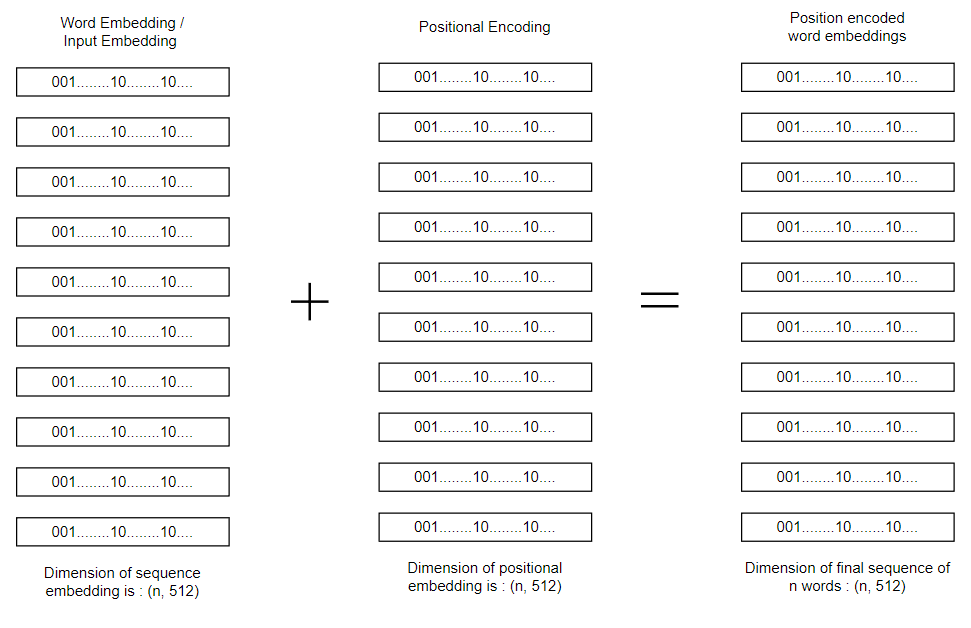 Word Embedding /
Input Embedding
001........10........10....
001........10........10....
001........10........10....
001........10........10....
001........10........10....
001........10........10....
001........10........10....
001........10........10....
001........10........10....
001........10........10....
Dimension of sequence
embedding is : (n, 512)
+
Positional Encoding
001........10........10....
001........10........10....
001........10........10....
001........10........10....
001........10........10....
001........10........10....
001........10........10....
001........10........10....
001........10........10....
001........10........10....
Dimension of positional
embedding is : (n, 512)
=
Position encoded
word embeddings
001........10........10....
001........10........10....
001........10........10....
001........10........10....
001........10........10....
001........10........10....
001........10........10....
001........10........10....
001........10........10....
001........10........10....
Dimension of final sequence of
n words : (n, 512)